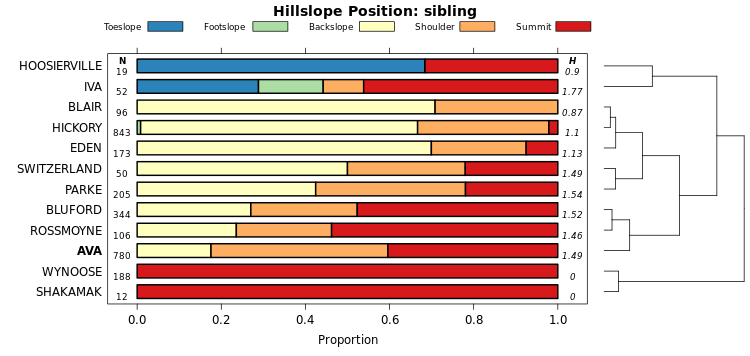 Hillslope Position: sibling
Toeslope Footslope Backslope Shoulder Summit
N H
HOOSIERVILLE 19 0.9
IVA 52 1.77
BLAIR 96 0.87
HICKORY 843 1.1
EDEN 173 1.13
SWITZERLAND 50 1.49
PARKE 205 1.54
BLUFORD 344 1.52
ROSSMOYNE 106 1.46
AVA 780 1.49
WYNOOSE 188 0
SHAKAMAK 12 0
0.0 0.2 0.4 0.6 0.8 1.0
Proportion